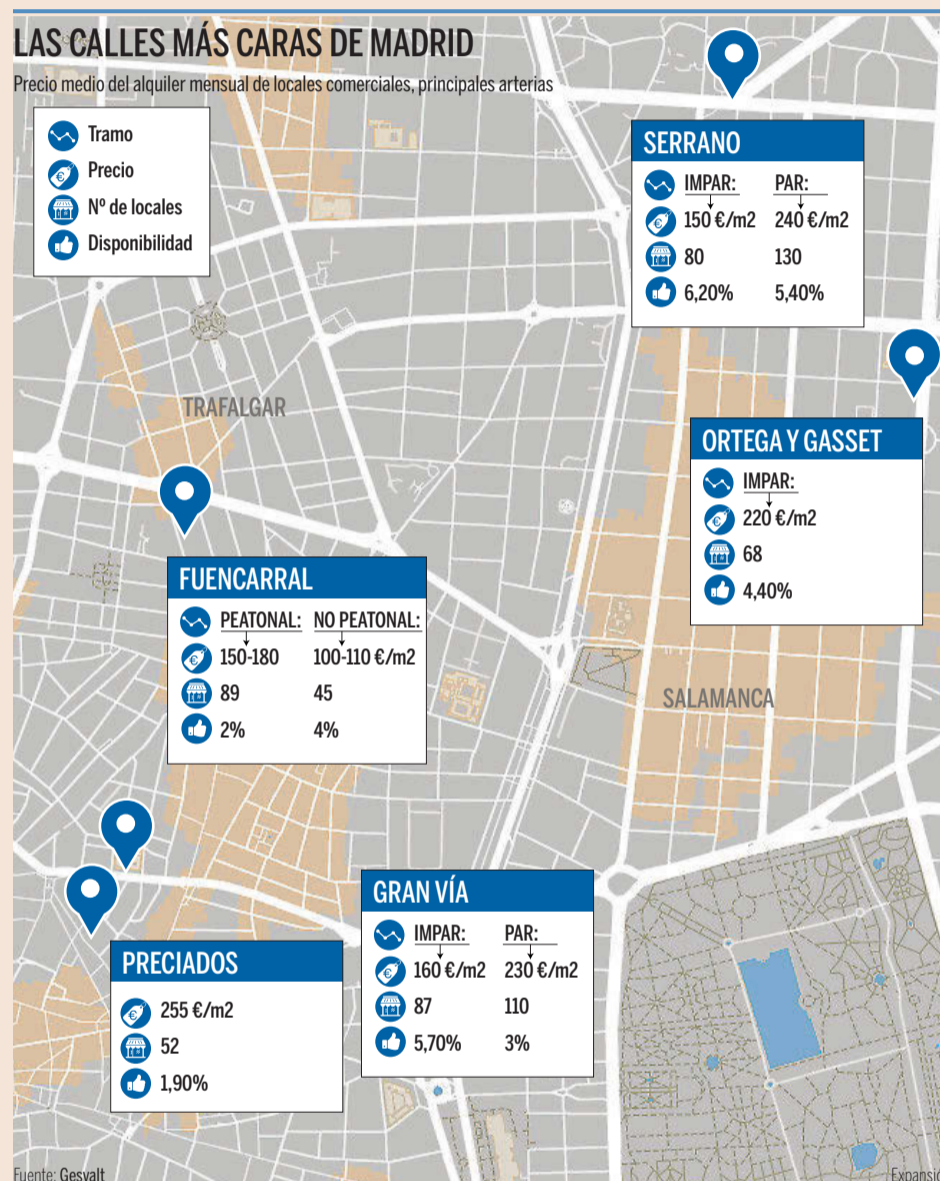 LAS CALLES MÁS CARAS DE MADRID
Precio medio del alquiler mensual de locales comerciales, principales arterias
Tramo
Precio
Nº de locales
Disponibilidad
SERRANO
IMPAR: PAR:
150 €/m2 240 €/m2
80 130
6,20% 5,40%
TRAFALGAR
ORTEGA Y GASSET
IMPAR:
220 €/m2
68
4,40%
FUENCARRAL
PEATONAL: NO PEATONAL:
150-180 100-110 €/m2
89 45
2% 4%
SALAMANCA
GRAN VÍA
IMPAR: PAR:
160 €/m2 230 €/m2
87 110
5,70% 3%
PRECIADOS
255 €/m2
52
1,90%
Fuente: Gesvalt
Expansió